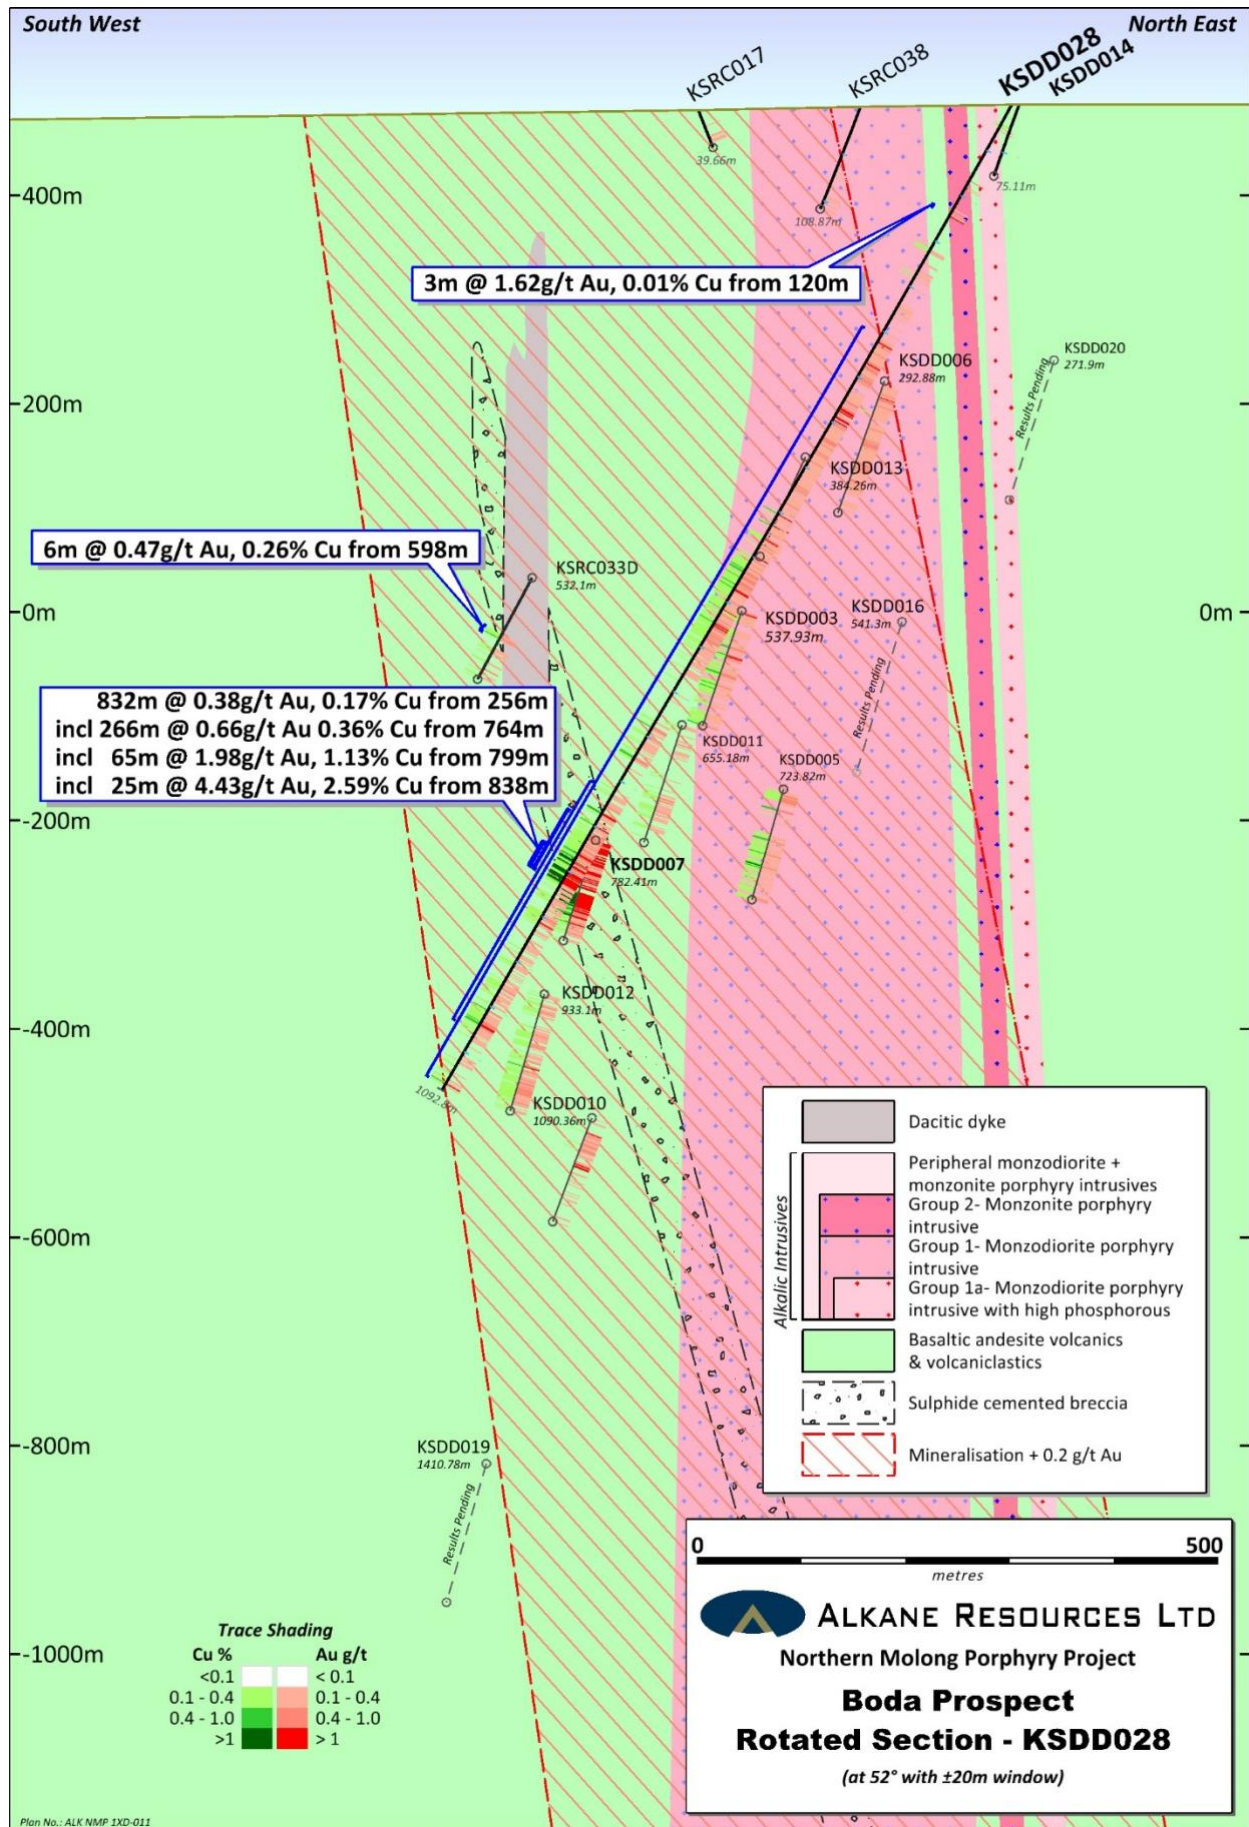 South West
North East
KSRC017
KSRC038
KSDD028
KSDD014
39.66m
108.87m
75.11m
400m
3m @ 1.62g/t Au, 0.01% Cu from 120m
KSDD006
292.88m
KSDD020
271.9m
Results Pending
200m
KSDD013
384.26m
6m @ 0.47g/t Au, 0.26% Cu from 598m
KSRC033D
532.1m
0m
0m
KSDD003
537.93m
KSDD016
541.3m
Results Pending
832m @ 0.38g/t Au, 0.17% Cu from 256m
incl 266m @ 0.66g/t Au 0.36% Cu from 764m
incl 65m @ 1.98g/t Au, 1.13% Cu from 799m
incl 25m @ 4.43g/t Au, 2.59% Cu from 838m
KSDD011
655.18m
KSDD005
723.82m
-200m
KSDD007
782.41m
KSDD012
933.1m
-400m
1092.8m
KSDD010
1090.36m
-600m
-800m
KSDD019
1410.78m
Results Pending
-1000m
Dacitic dyke
Alkalic Intrusives
Peripheral monzodiorite +
monzonite porphyry intrusives
Group 2- Monzonite porphyry
intrusive
Group 1- Monzodiorite porphyry
intrusive
Group 1a- Monzodiorite porphyry
intrusive with high phosphorous
Basaltic andesite volcanics
& volcaniclastics
Sulphide cemented breccia
Mineralisation + 0.2 g/t Au
0 500
metres
ALKANE RESOURCES LTD
Northern Molong Porphyry Project
Boda Prospect
Rotated Section - KSDD028
(at 52° with ±20m window)
Trace Shading
Cu % Au g/t
<0.1 < 0.1
0.1 - 0.4 0.1 - 0.4
0.4 - 1.0 0.4 - 1.0
>1 > 1
Plan No.: ALK NMP 1XD-011